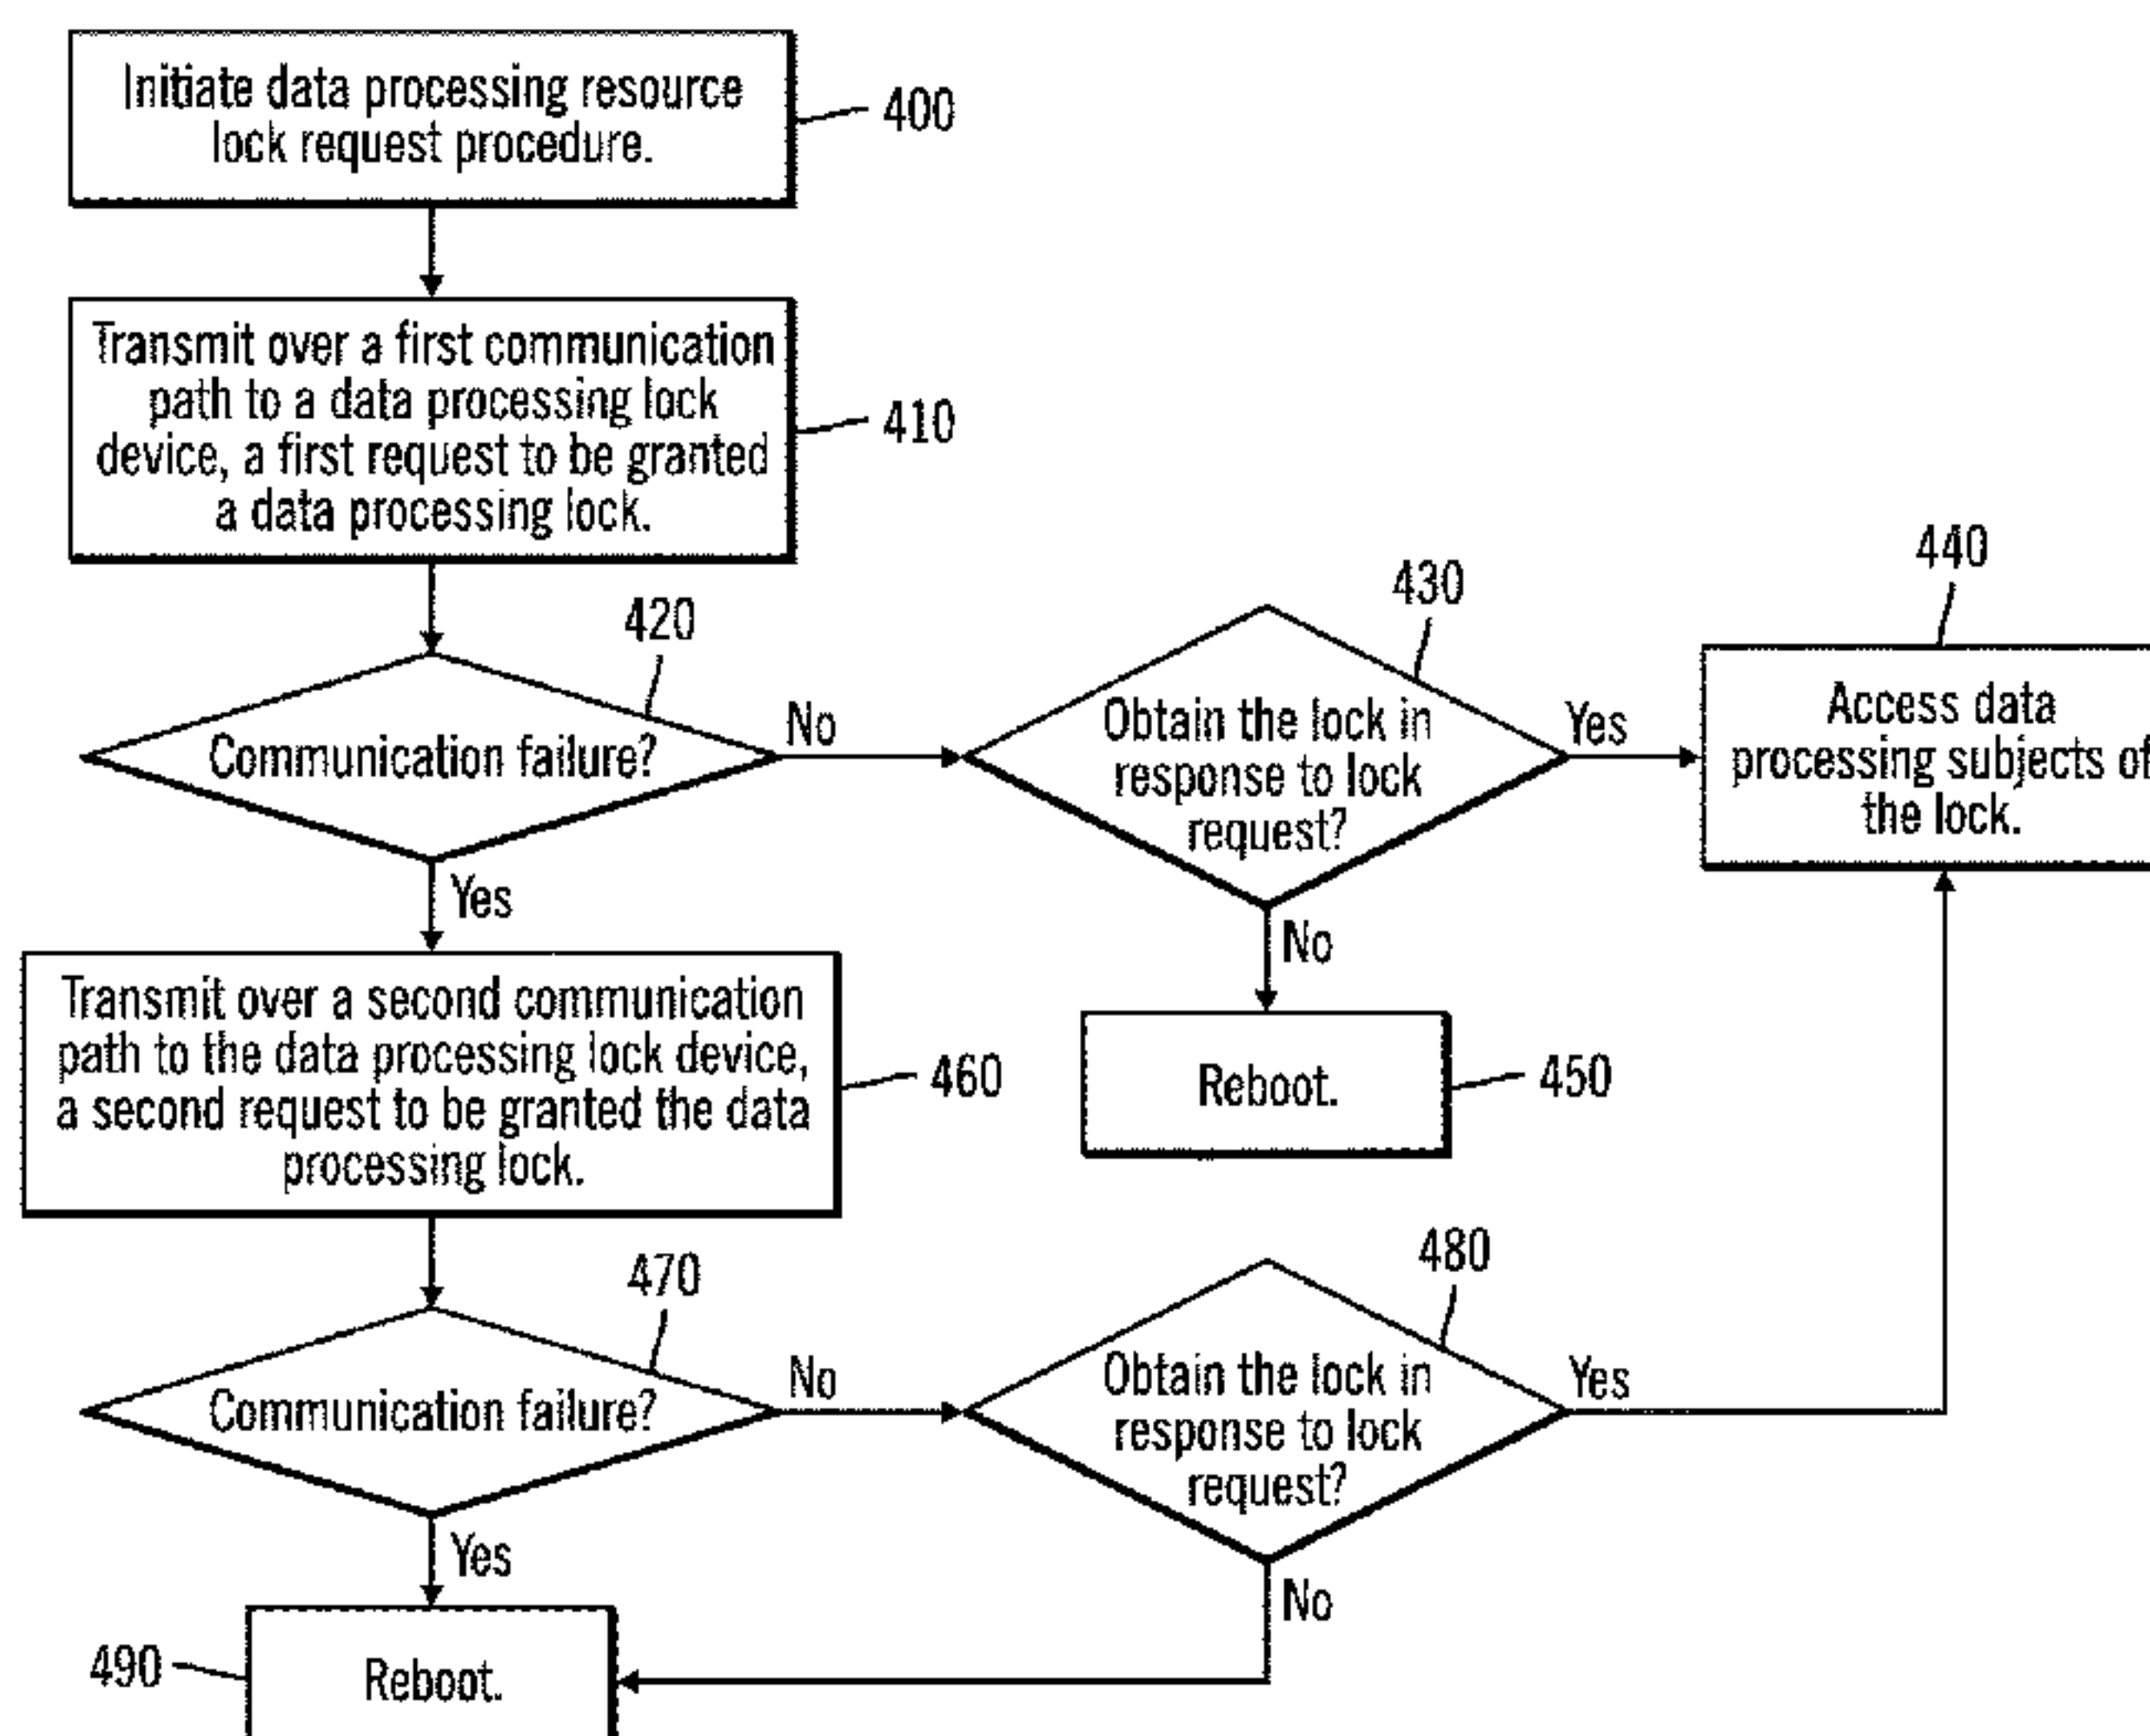 Initiate data processing resource
lock request procedure.
400
Transmit over a first communication
path to a data processing lock
device, a first request to be granted
a data processing lock.
410
420
Communication failure?
No
Yes
430
Obtain the lock in
response to lock
request?
Yes
No
440
Access data
processing subjects of
the lock.
Reboot.
450
Transmit over a second communication
path to the data processing lock device,
a second request to be granted the data
processing lock.
460
470
Communication failure?
No
Yes
480
Obtain the lock in
response to lock
request?
Yes
No
490
Reboot.